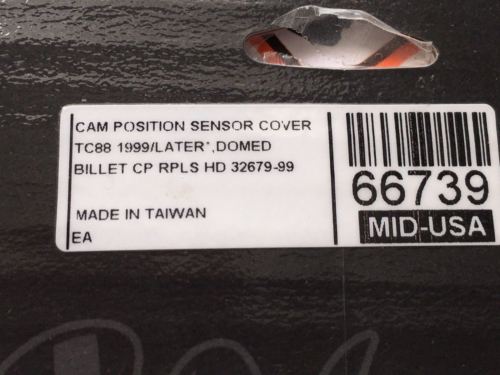 CAM POSITION SENSOR COVER
TC88 1999/LATER*,DOMED
BILLET CP RPLS HD 32679-99
MADE IN TAIWAN
EA
66739
MID-USA